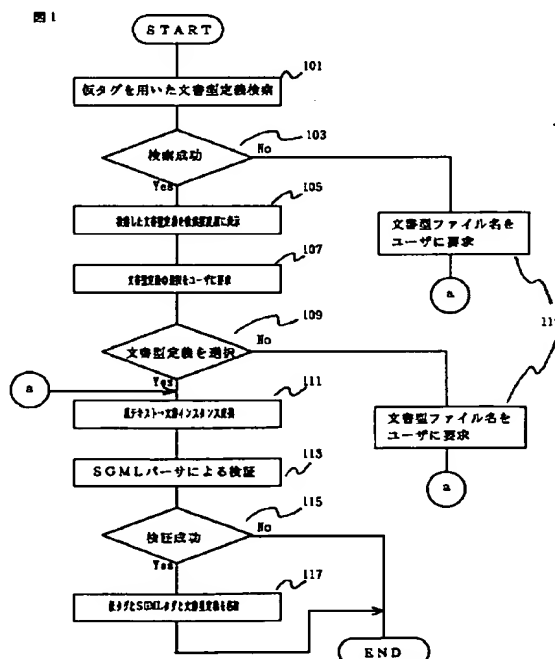 図1
START
101
仮タグを用いた文書型定義検索
103
検索成功
No
Yes
105
文書型ファイル名を
ユーザに要求
107
a
109
文書型定義を選択
No
a
Yes
111
文書型ファイル名を
ユーザに要求
SGMLパーサによる検証
113
a
115
検証成功
No
Yes
117
END